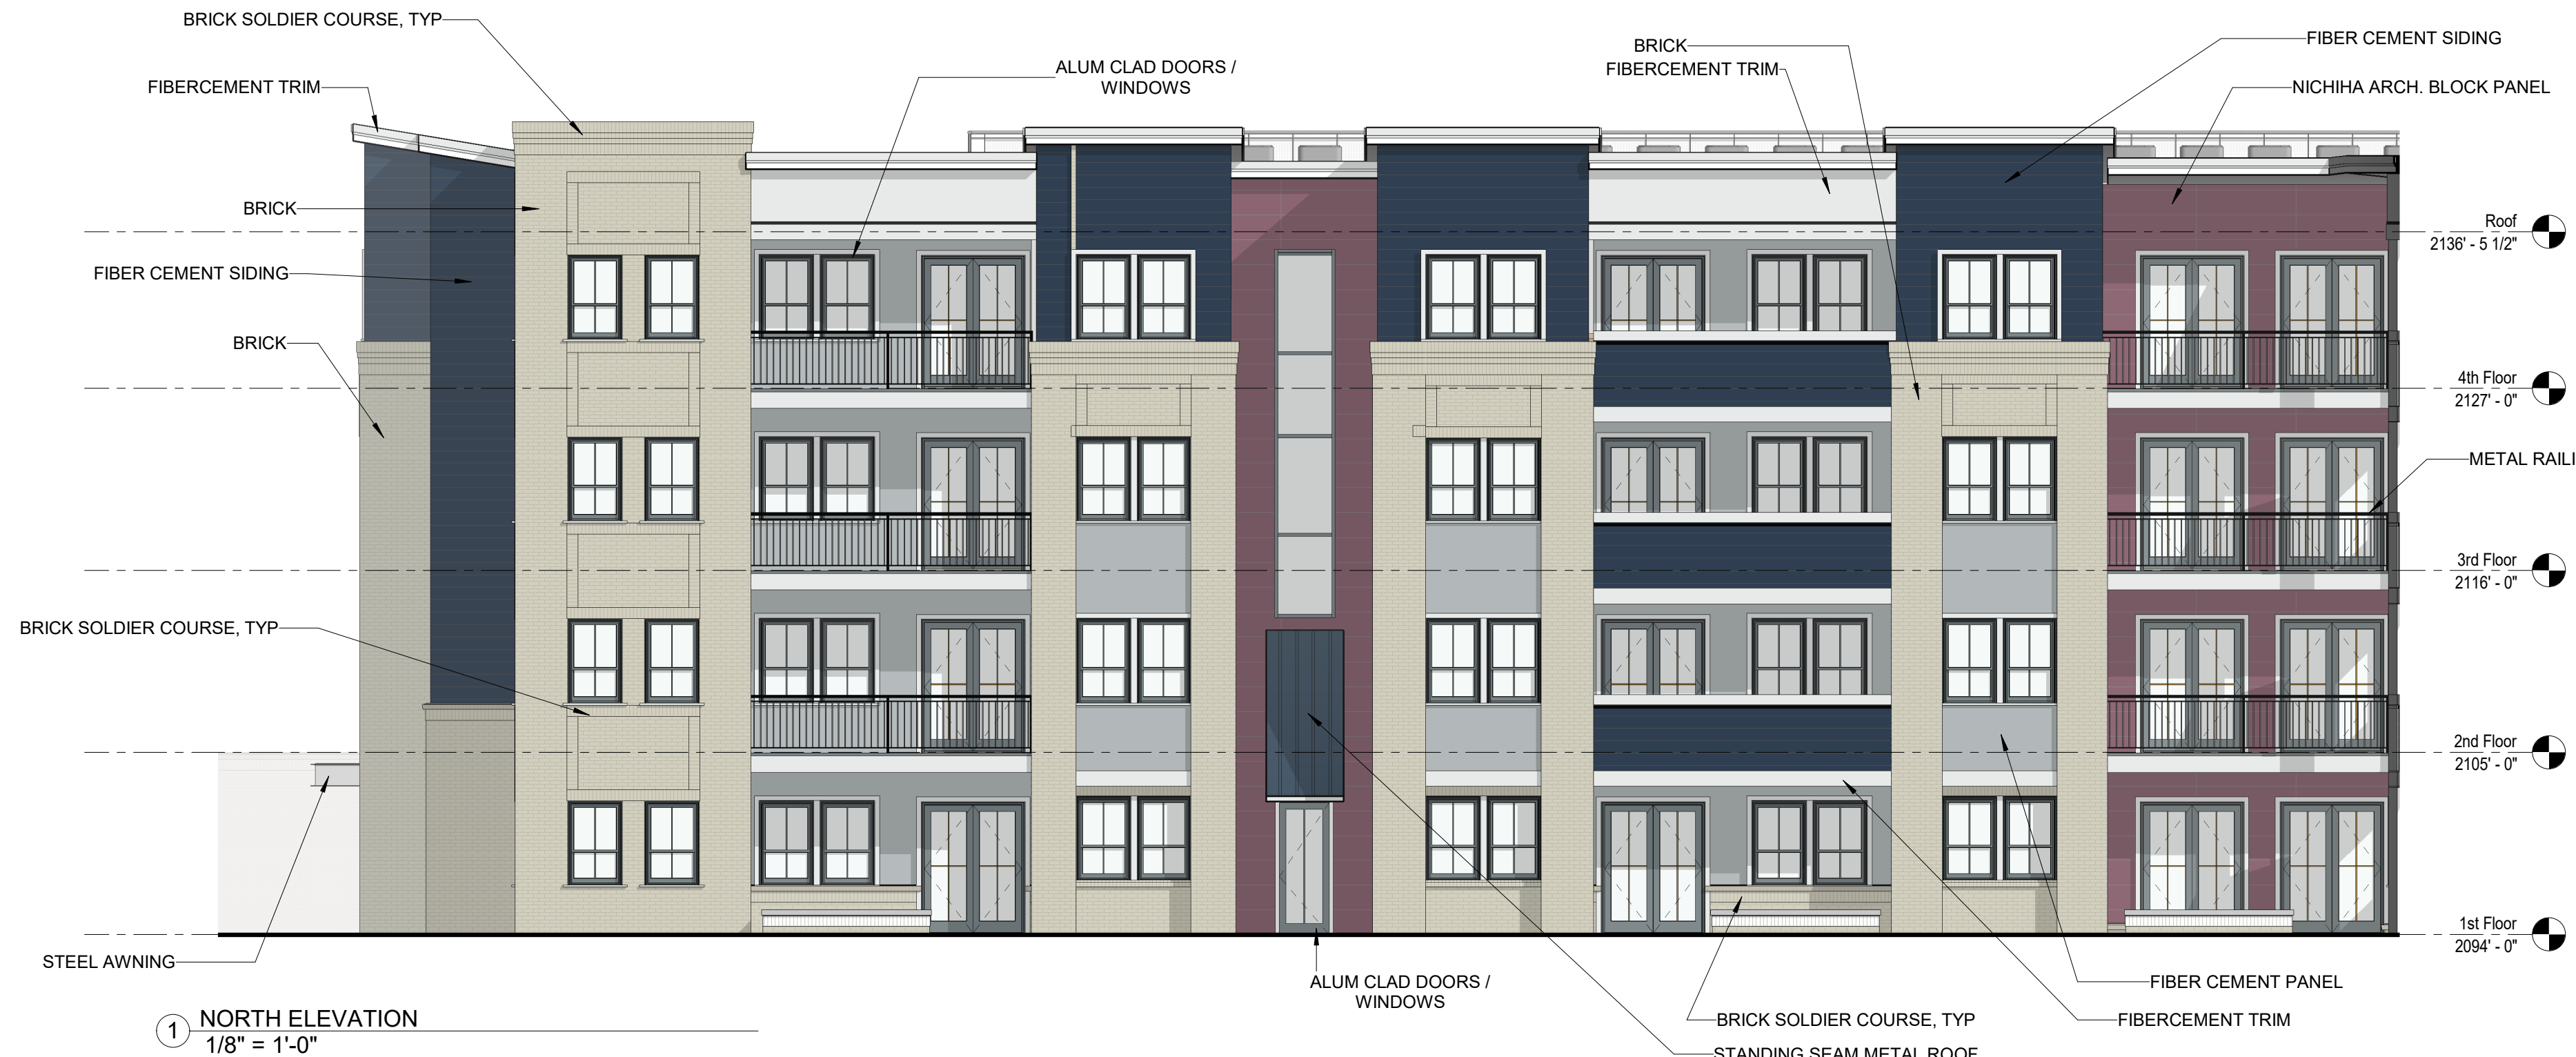 BRICK SOLDIER COURSE, TYP
FIBERCEMENT TRIM
ALUM CLAD DOORS /
WINDOWS
BRICK
FIBERCEMENT TRIM
FIBER CEMENT SIDING
NICHIHA ARCH. BLOCK PANEL
BRICK
FIBER CEMENT SIDING
BRICK
BRICK SOLDIER COURSE, TYP
STEEL AWNING
Roof
2136' - 5 1/2"
4th Floor
2127' - 0"
METAL RAILI
3rd Floor
2116' - 0"
2nd Floor
2105' - 0"
1st Floor
2094' - 0"
ALUM CLAD DOORS /
WINDOWS
FIBER CEMENT PANEL
BRICK SOLDIER COURSE, TYP
FIBERCEMENT TRIM
STANDING SEAM METAL ROOF
1 NORTH ELEVATION
1/8" = 1'-0"